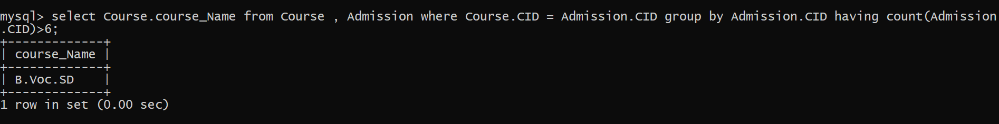 mysql> select Course.course_Name from Course , Admission where Course.CID = Admission.CID group by Admission.CID having count(Admission
.CID)>6;
+-------------+
| course_Name |
+-------------+
| B.Voc.SD    |
+-------------+
1 row in set (0.00 sec)